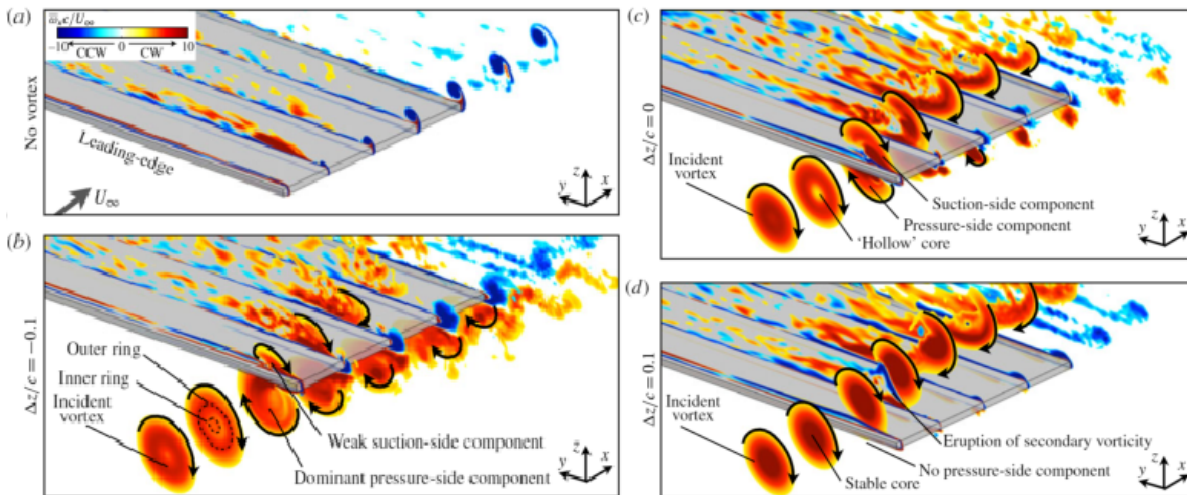 (a)
ω̅ₓc/U∞
−10 0 10
CCW CW
No vortex
Leading-edge
U∞
z
y x
(b)
Δz/c = −0.1
Outer ring
Inner ring
Incident
vortex
Weak suction-side component
Dominant pressure-side component
z
y x
(c)
Δz/c = 0
Incident
vortex
Suction-side component
Pressure-side component
'Hollow' core
z
y x
(d)
Δz/c = 0.1
Incident
vortex
Eruption of secondary vorticity
No pressure-side component
Stable core
z
y x